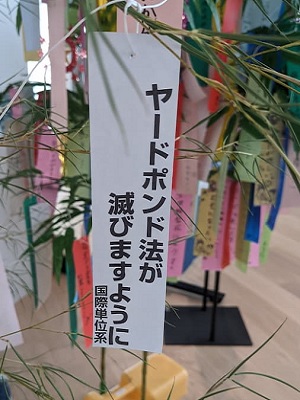 ヤードポンド法が
滅びますように
国際単位系